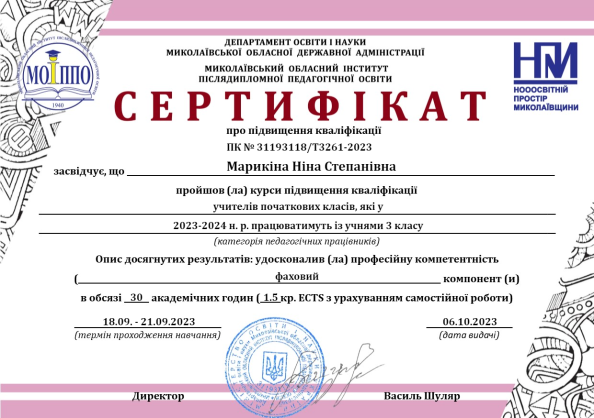 ДЕПАРТАМЕНТ ОСВІТИ І НАУКИ
МИКОЛАЇВСЬКОЇ ОБЛАСНОЇ ДЕРЖАВНОЇ АДМІНІСТРАЦІЇ
МИКОЛАЇВСЬКИЙ ОБЛАСНИЙ ІНСТИТУТ
ПІСЛЯДИПЛОМНОЇ ПЕДАГОГІЧНОЇ ОСВІТИ
МОІППО
1940
НПМ
НОООСВІТНІЙ
ПРОСТІР
МИКОЛАЇВЩИНИ
СЕРТИФІКАТ
про підвищення кваліфікації
ПК № 31193118/Т3261-2023
засвідчує, що Марикіна Ніна Степанівна
пройшов (ла) курси підвищення кваліфікації
учителів початкових класів, які у
2023-2024 н. р. працюватимуть із учнями 3 класу
(категорія педагогічних працівників)
Опис досягнутих результатів: удосконалив (ла) професійну компетентність
( фаховий компонент (и)
в обсязі 30 академічних годин ( 1.5 кр. ECTS з урахуванням самостійної роботи)
18.09. - 21.09.2023 06.10.2023
(термін проходження навчання) (дата видачі)
Директор Василь Шуляр